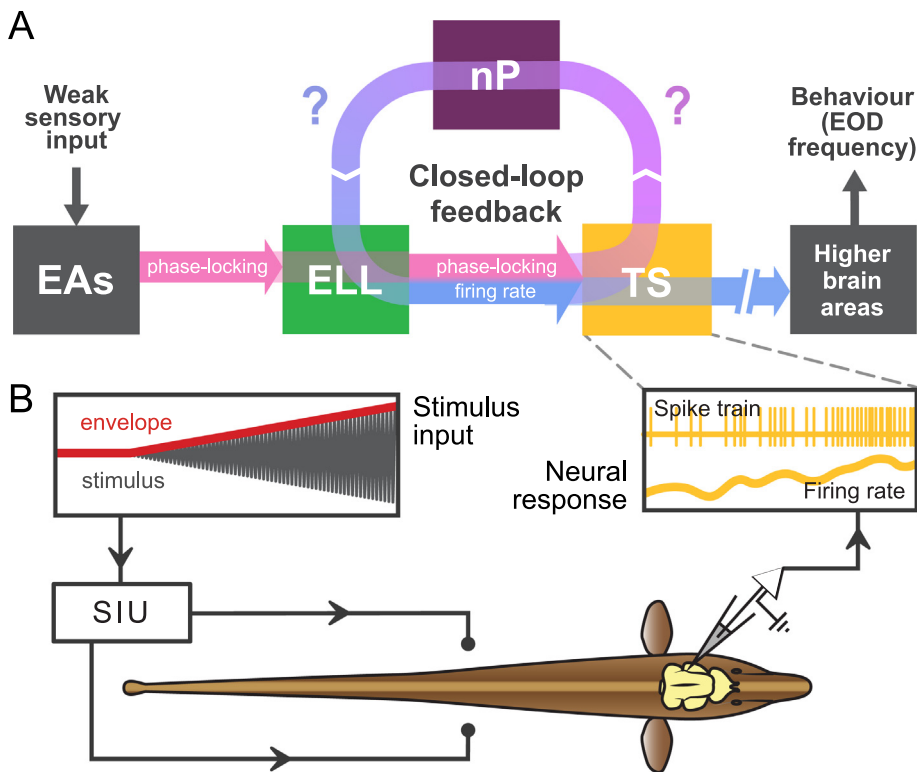 A
Weak
sensory
input
EAs
phase-locking
ELL
?
nP
?
Closed-loop
feedback
phase-locking
firing rate
TS
Behaviour
(EOD
frequency)
Higher
brain
areas
B
envelope
stimulus
Stimulus
input
Spike train
Firing rate
Neural
response
SIU